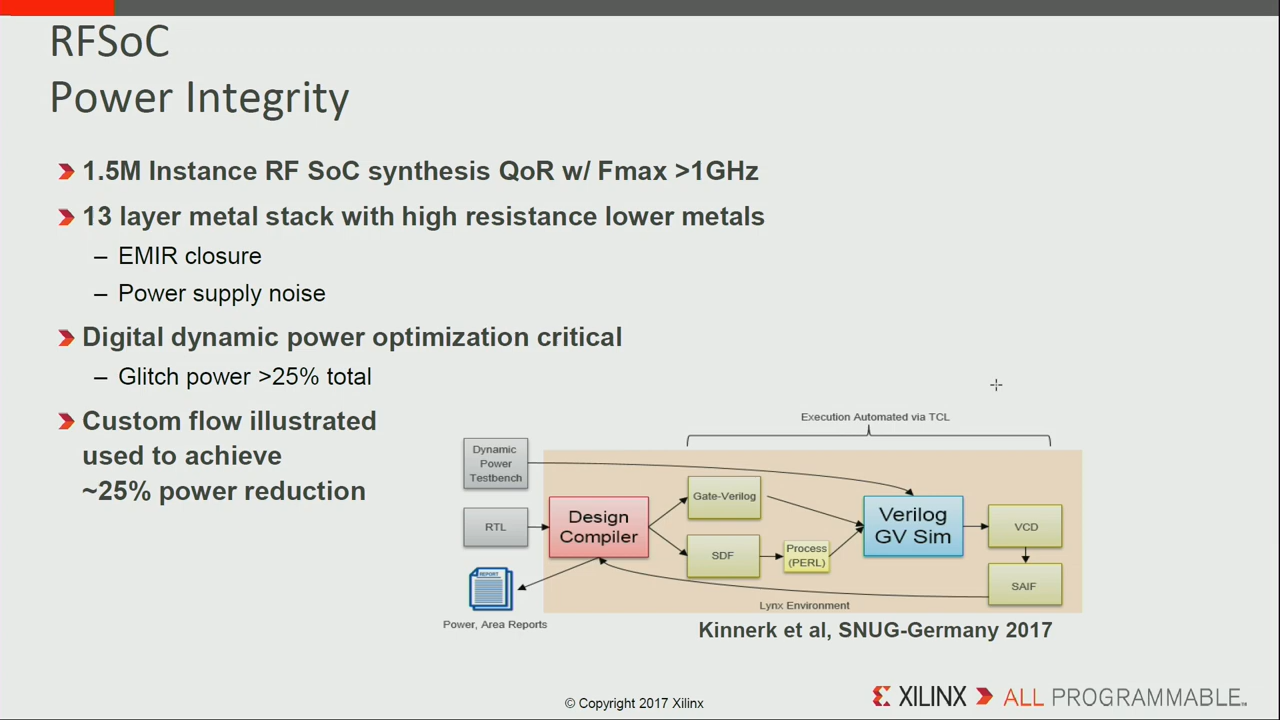 RFSoC
Power Integrity
1.5M Instance RF SoC synthesis QoR w/ Fmax >1GHz
13 layer metal stack with high resistance lower metals
– EMIR closure
– Power supply noise
Digital dynamic power optimization critical
– Glitch power >25% total
Custom flow illustrated
used to achieve
~25% power reduction
Execution Automated via TCL
Dynamic
Power
Testbench
RTL
Design
Compiler
Gate-Verilog
SDF
Process
(PERL)
Verilog
GV Sim
VCD
SAIF
REPORT
Power, Area Reports
Lynx Environment
Kinnerk et al, SNUG-Germany 2017
© Copyright 2017 Xilinx
XILINX ALL PROGRAMMABLE™